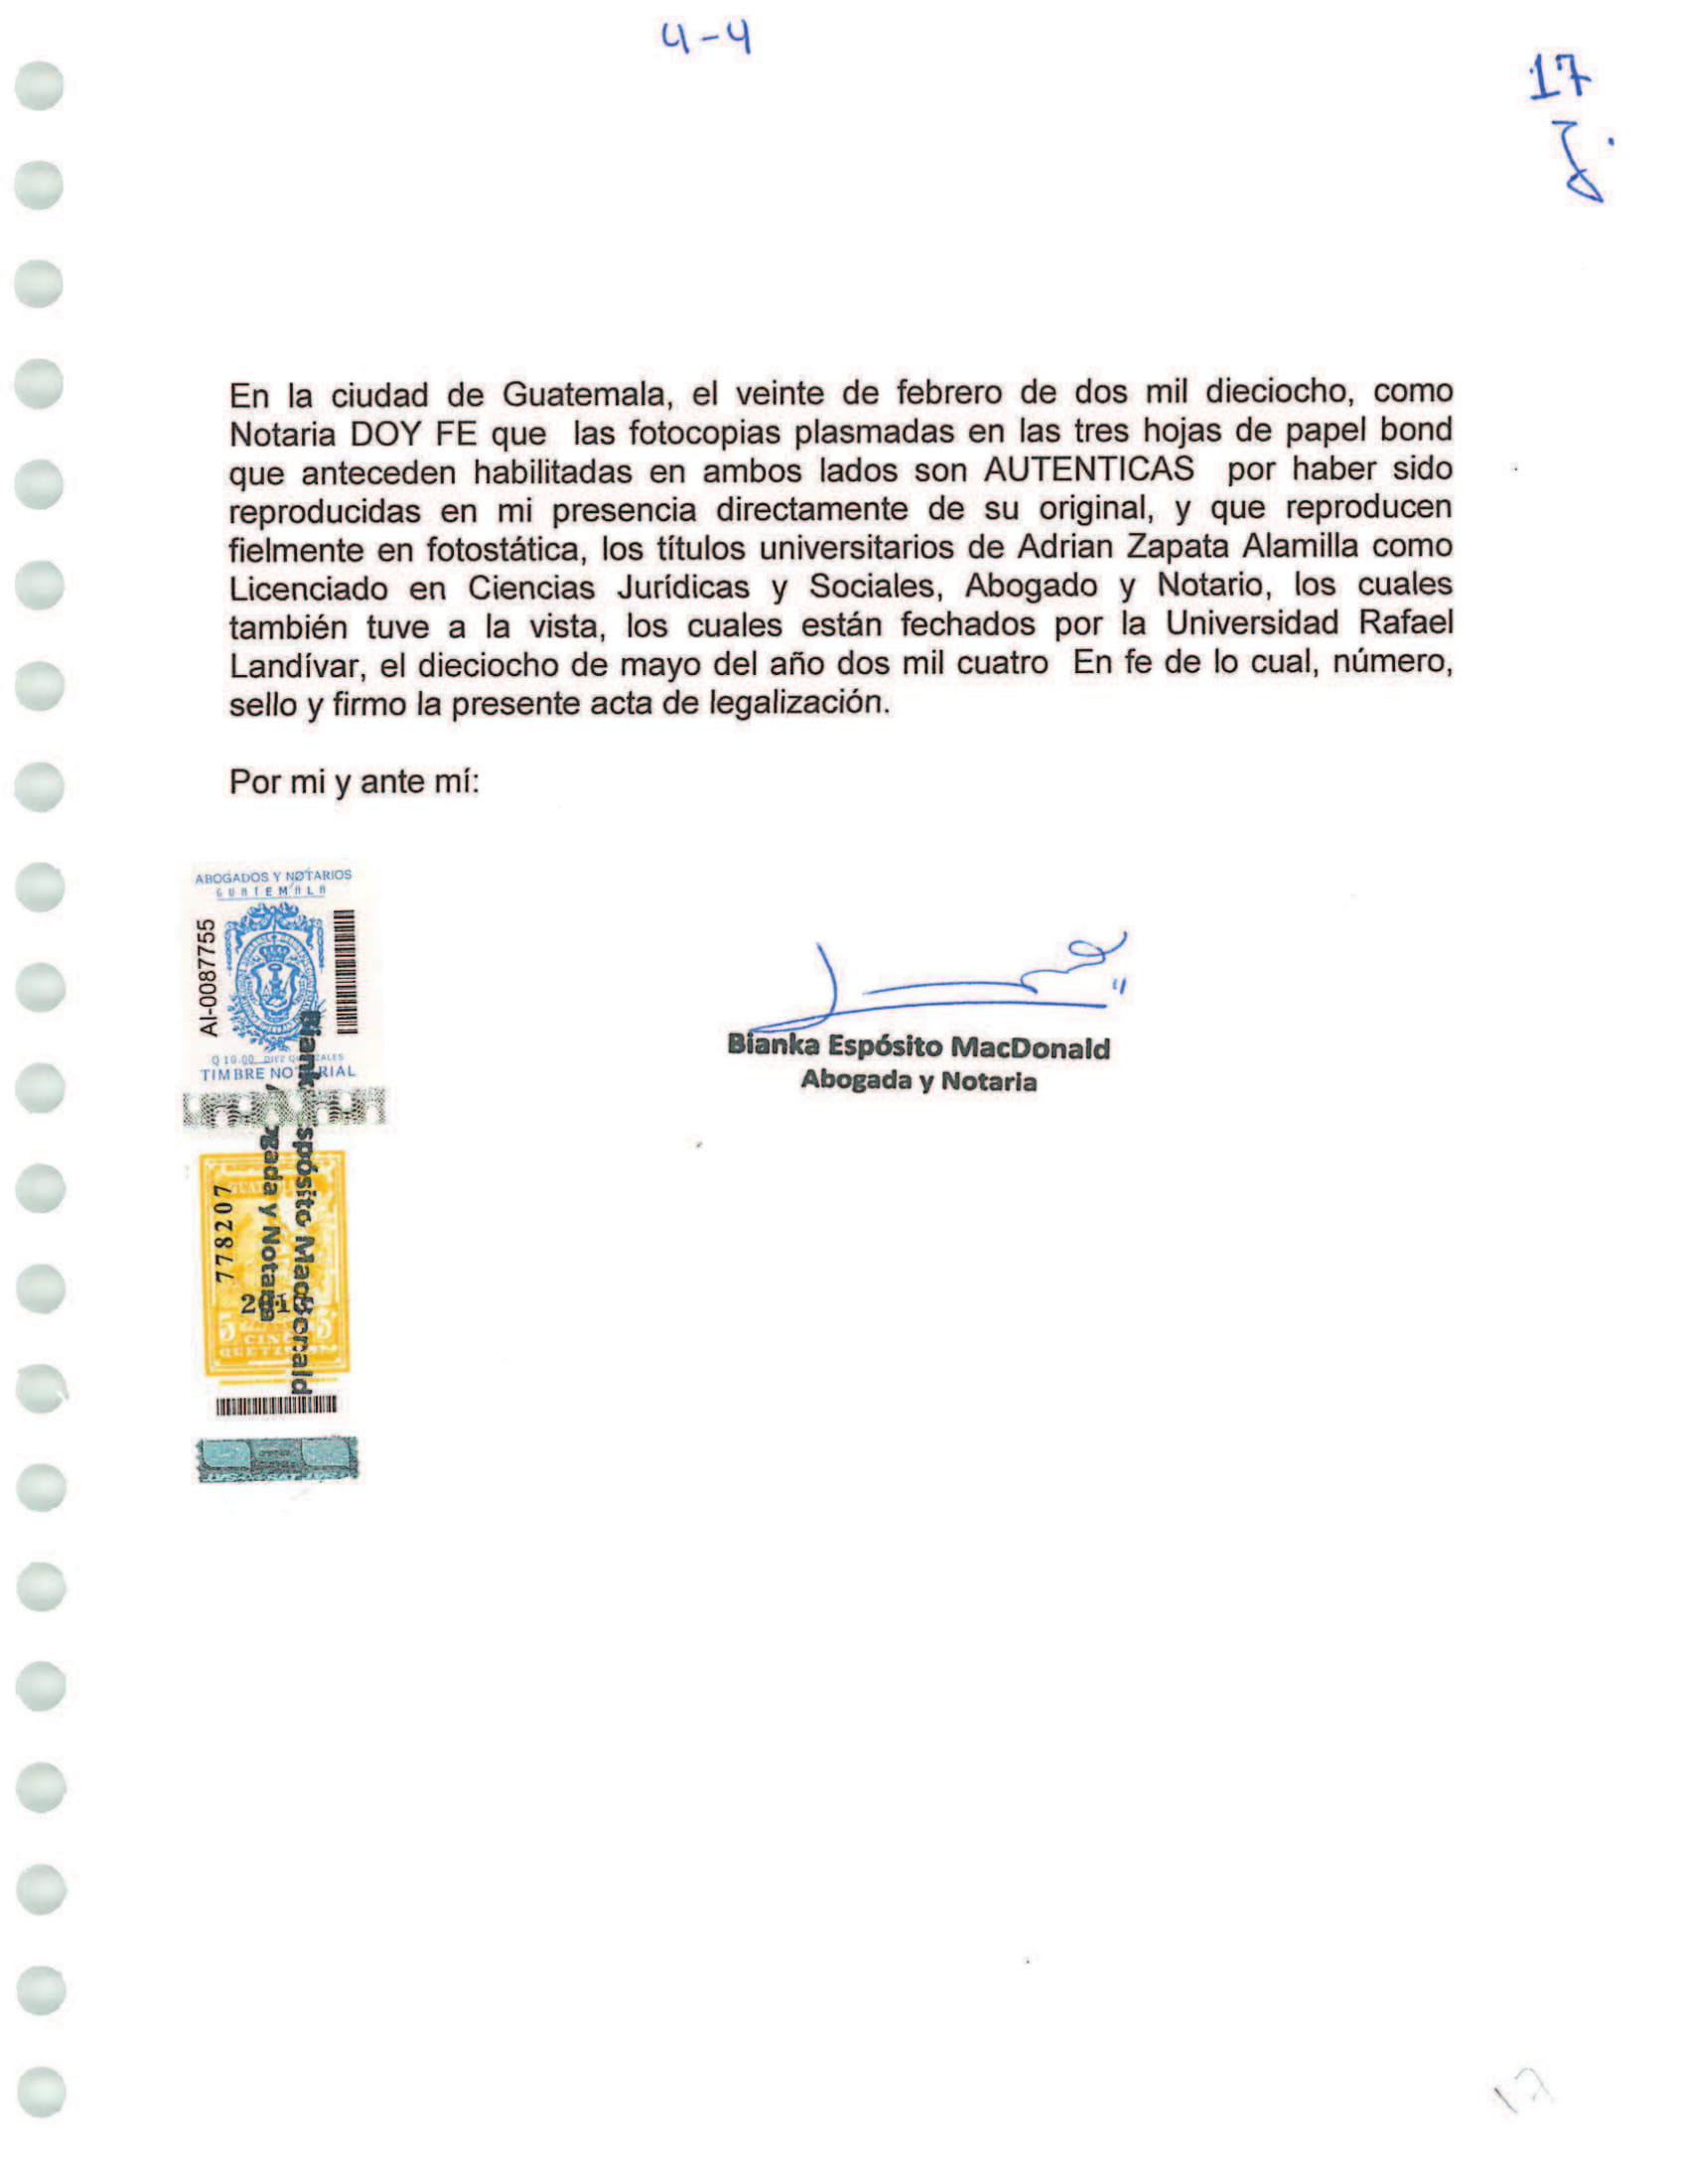 4-4
17
En la ciudad de Guatemala, el veinte de febrero de dos mil dieciocho, como
Notaria DOY FE que las fotocopias plasmadas en las tres hojas de papel bond
que anteceden habilitadas en ambos lados son AUTENTICAS por haber sido
reproducidas en mi presencia directamente de su original, y que reproducen
fielmente en fotostática, los títulos universitarios de Adrian Zapata Alamilla como
Licenciado en Ciencias Jurídicas y Sociales, Abogado y Notario, los cuales
también tuve a la vista, los cuales están fechados por la Universidad Rafael
Landívar, el dieciocho de mayo del año dos mil cuatro En fe de lo cual, número,
sello y firmo la presente acta de legalización.
Por mi y ante mí:
ABOGADOS Y NOTARIOS
GUATEMALA
AI-0087755
Q 10.00
TIMBRE NOTARIAL
Bianka Espósito MacDonald
Abogada y Notaria
Bianka Espósito MacDonald
Abogada y Notaria
778207
5 5
CINCO
17